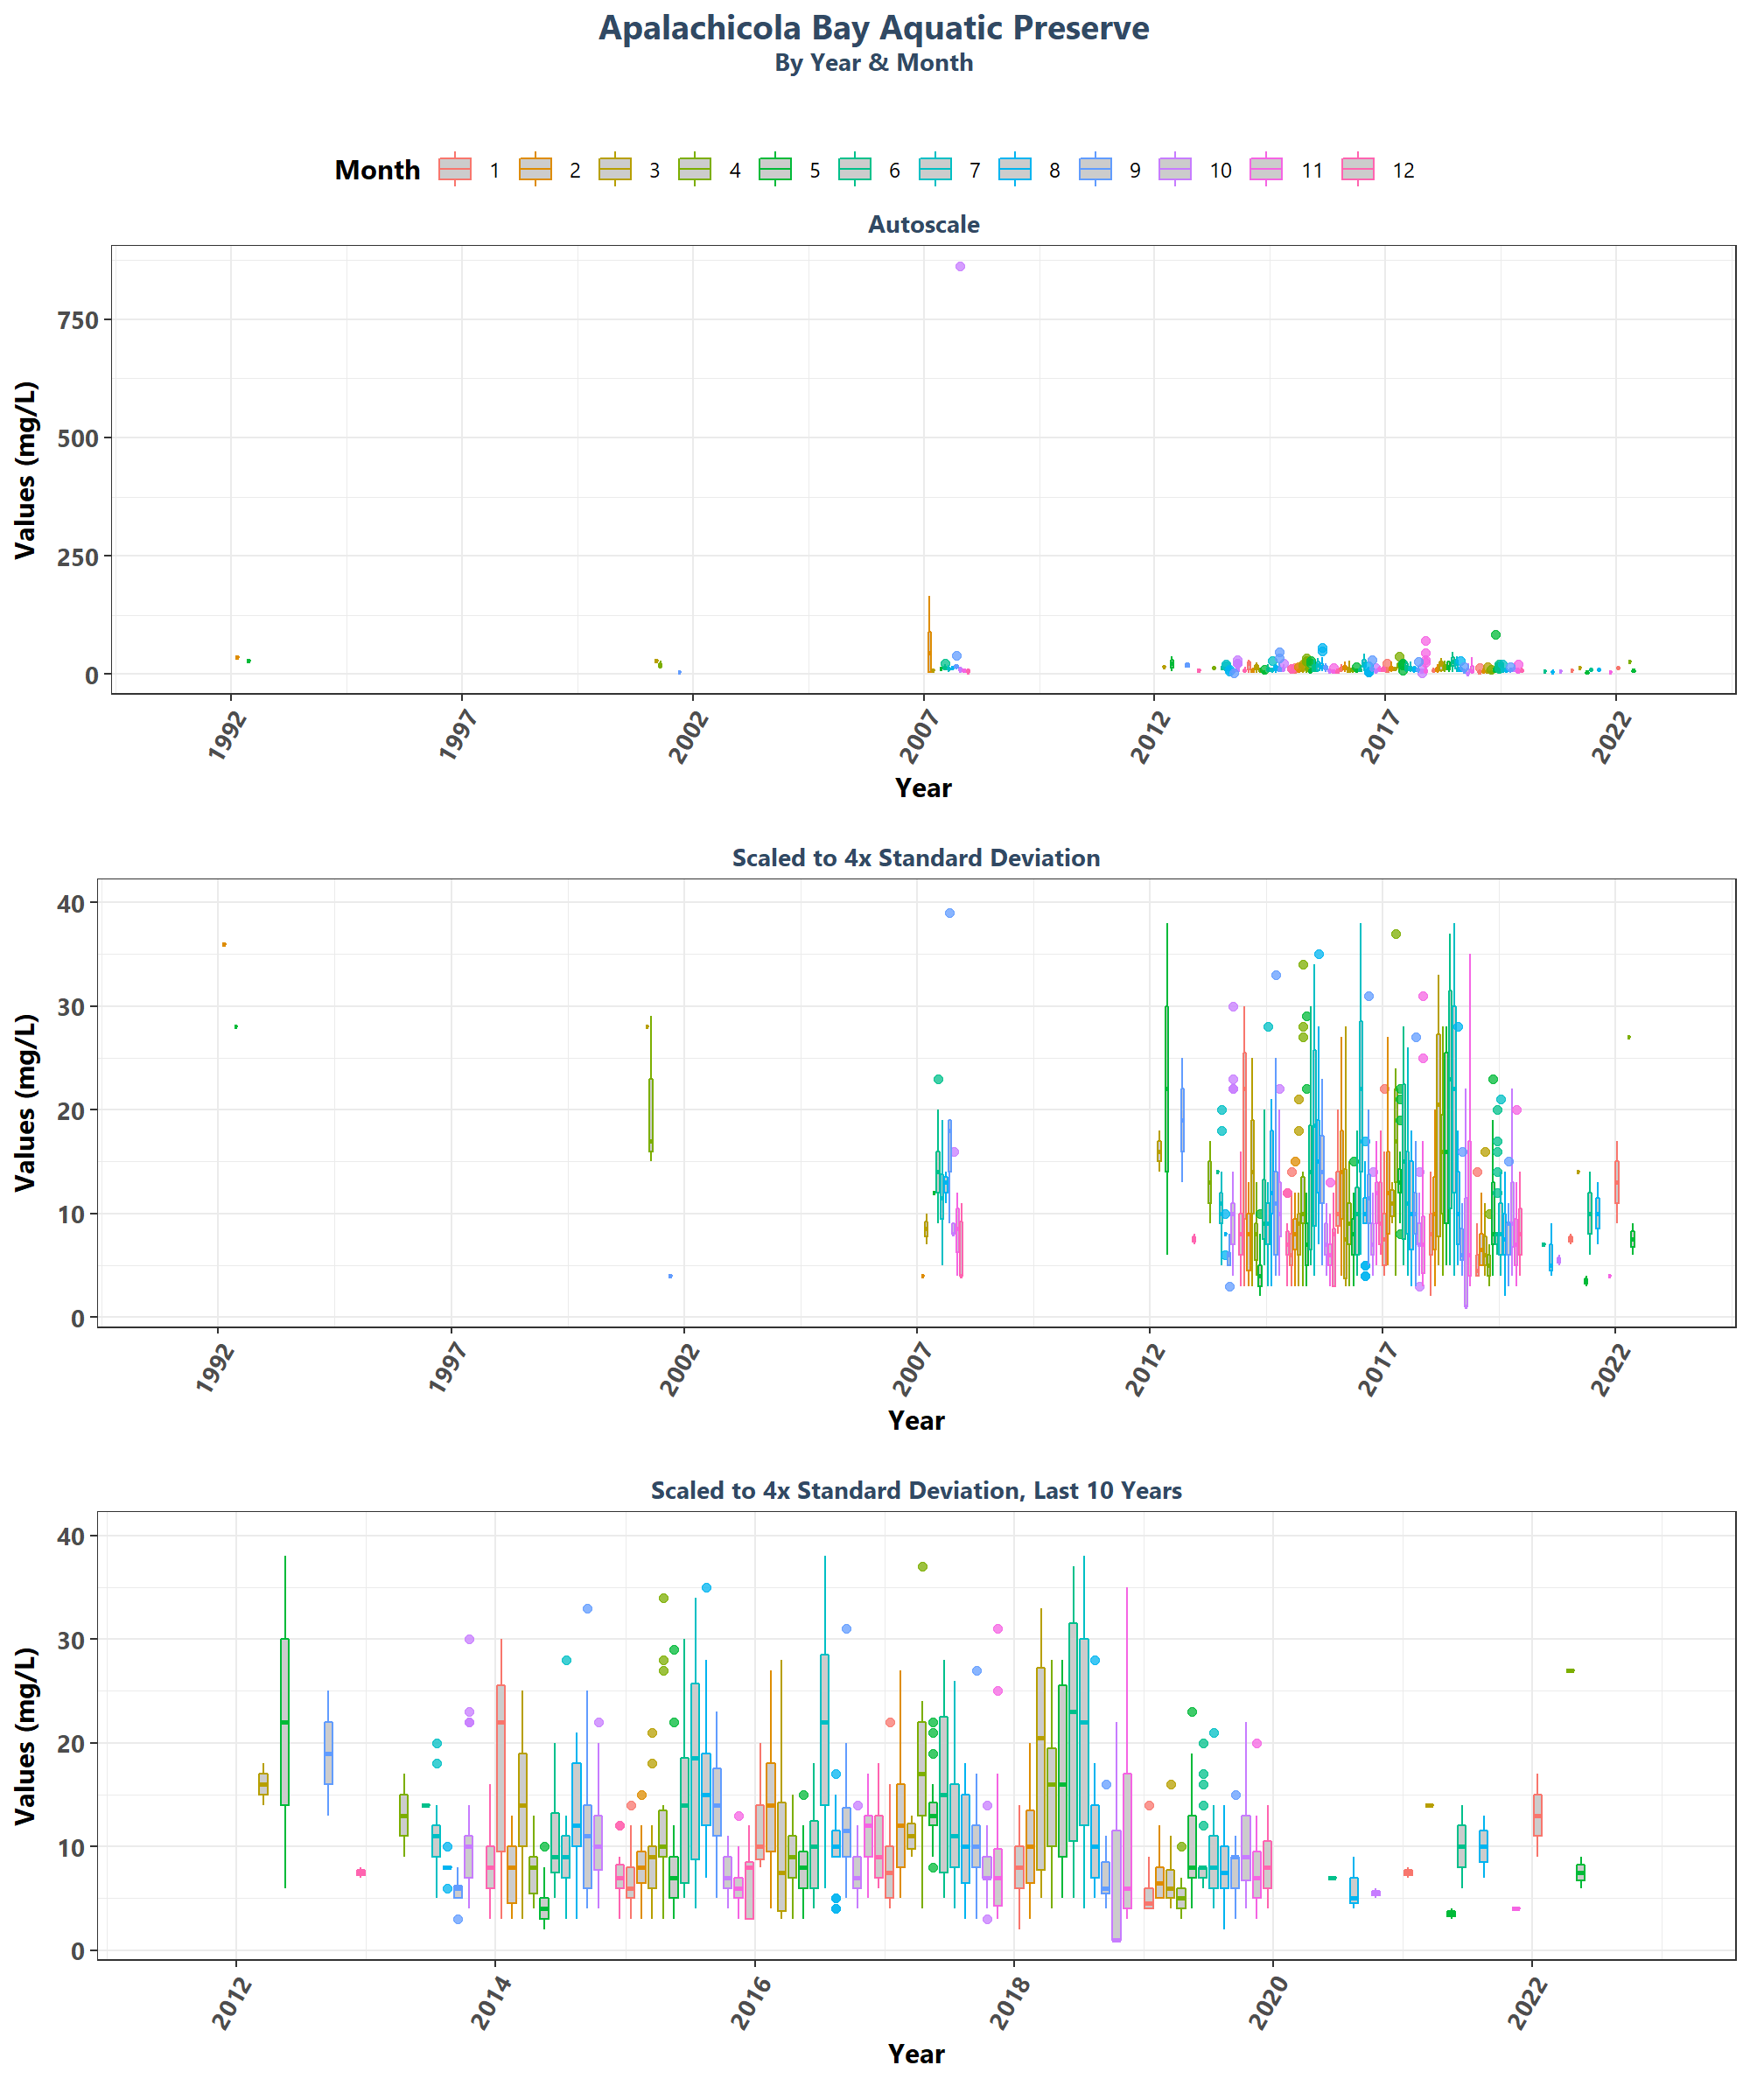 Apalachicola Bay Aquatic Preserve
By Year & Month
Month 1 2 3 4 5 6 7 8 9 10 11 12
Autoscale
Values (mg/L)
750
500
250
0
1992 1997 2002 2007 2012 2017 2022
Year
Scaled to 4x Standard Deviation
Values (mg/L)
40
30
20
10
0
1992 1997 2002 2007 2012 2017 2022
Year
Scaled to 4x Standard Deviation, Last 10 Years
Values (mg/L)
40
30
20
10
0
2012 2014 2016 2018 2020 2022
Year